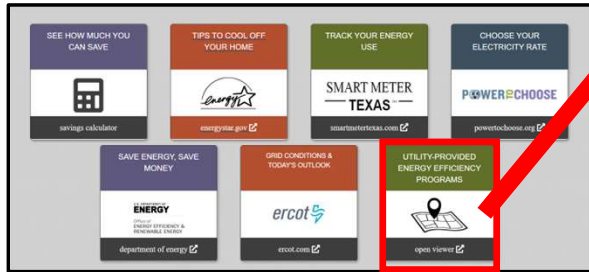 SEE HOW MUCH YOU
CAN SAVE
savings calculator
TIPS TO COOL OFF
YOUR HOME
energy
energystar.gov
TRACK YOUR ENERGY
USE
SMART METER
TEXAS
smartmetertexas.com
CHOOSE YOUR
ELECTRICITY RATE
POWER TO CHOOSE
powertochoose.org
SAVE ENERGY, SAVE
MONEY
U.S. DEPARTMENT OF
ENERGY
Office of
ENERGY EFFICIENCY &
RENEWABLE ENERGY
department of energy
GRID CONDITIONS &
TODAY'S OUTLOOK
ercot
ercot.com
UTILITY-PROVIDED
ENERGY EFFICIENCY
PROGRAMS
open viewer